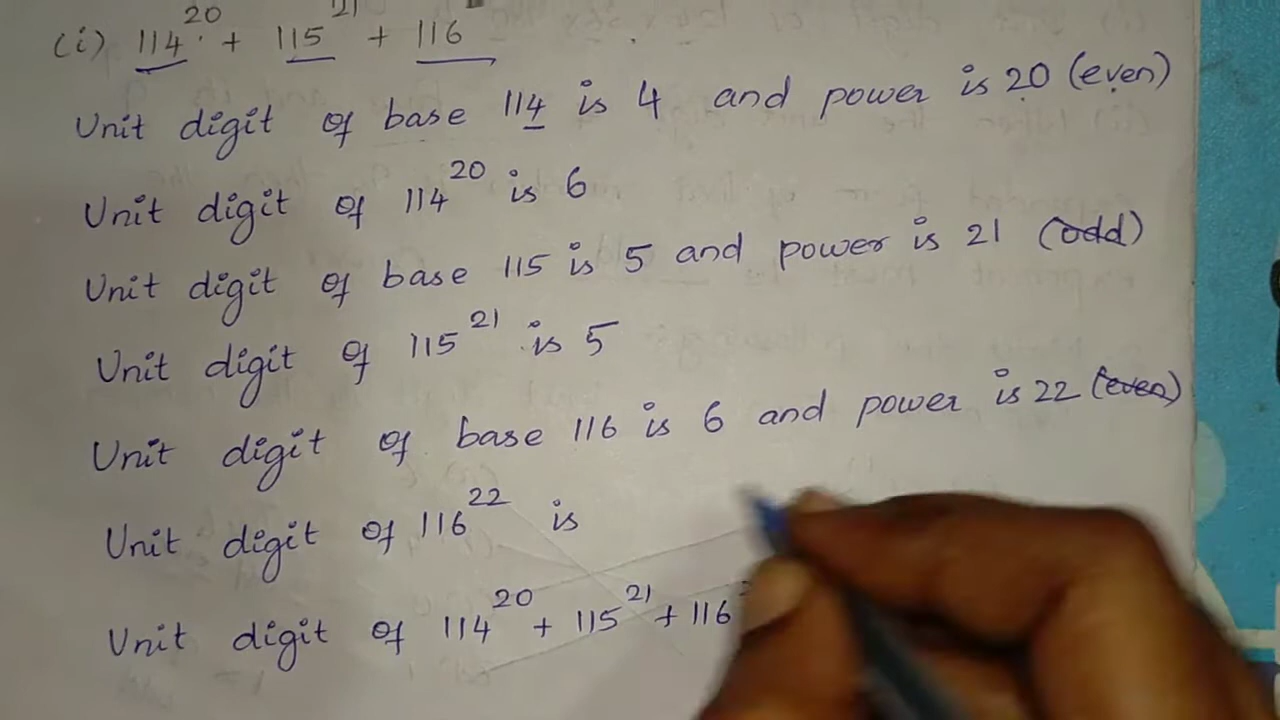 (i) 114^20 + 115^21 + 116
Unit digit of base 114 is 4 and power is 20 (even)
Unit digit of 114^20 is 6
Unit digit of base 115 is 5 and power is 21 (odd)
Unit digit of 115^21 is 5
Unit digit of base 116 is 6 and power is 22 (even)
Unit digit of 116^22 is
Unit digit of 114^20 + 115^21 + 116